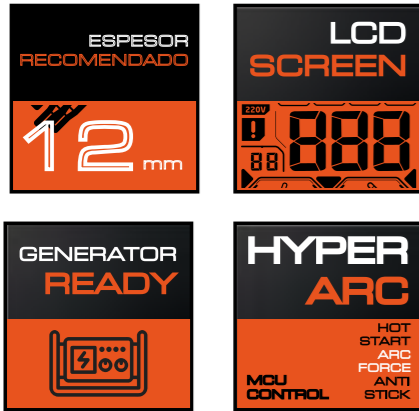 ESPESOR
RECOMENDADO
12 mm
LCD
SCREEN
220V
!
88
888
GENERATOR
READY
HYPER
ARC
HOT
START
ARC
FORCE
MCU ANTI
CONTROL STICK